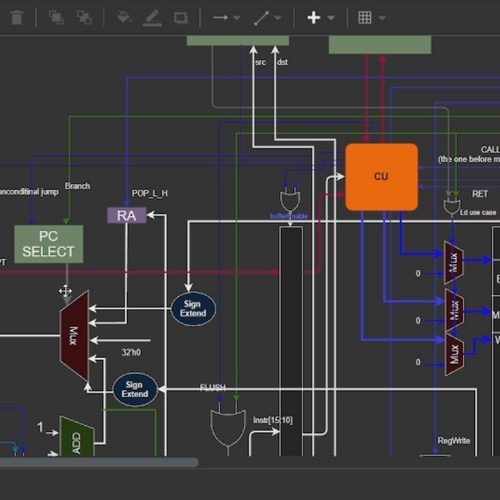 src
dst
CALL
(the one before m
CU
unconditional jump
Branch
POP_L_H
RET
RA
Ld use case
buffer enable
PC
SELECT
Mux
0
PT
Sign
Extend
Mux
0
M
Mux
32'h0
Mux
0
W
Sign
Extend
FLUSH
1
ADD
Instr[15:10]
RegWrite